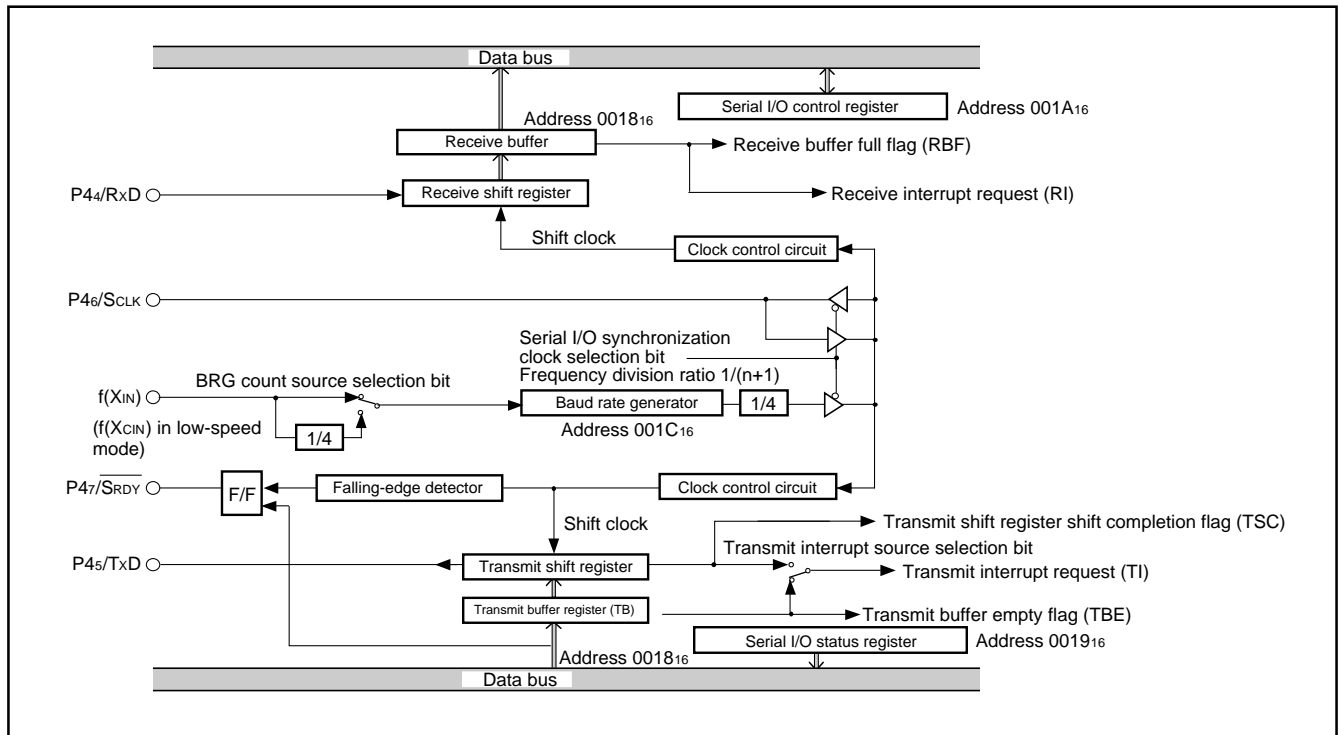 Data bus
Serial I/O control register
Address 001A16
Address 001816
Receive buffer
Receive buffer full flag (RBF)
P44/RXD
Receive shift register
Receive interrupt request (RI)
Shift clock
Clock control circuit
P46/SCLK
Serial I/O synchronization
clock selection bit
Frequency division ratio 1/(n+1)
BRG count source selection bit
f(XIN)
Baud rate generator
1/4
Address 001C16
(f(XCIN) in low-speed
mode)
1/4
P47/SRDY
F/F
Falling-edge detector
Clock control circuit
Shift clock
Transmit shift register shift completion flag (TSC)
Transmit interrupt source selection bit
P45/TXD
Transmit shift register
Transmit interrupt request (TI)
Transmit buffer register (TB)
Transmit buffer empty flag (TBE)
Serial I/O status register
Address 001916
Address 001816
Data bus